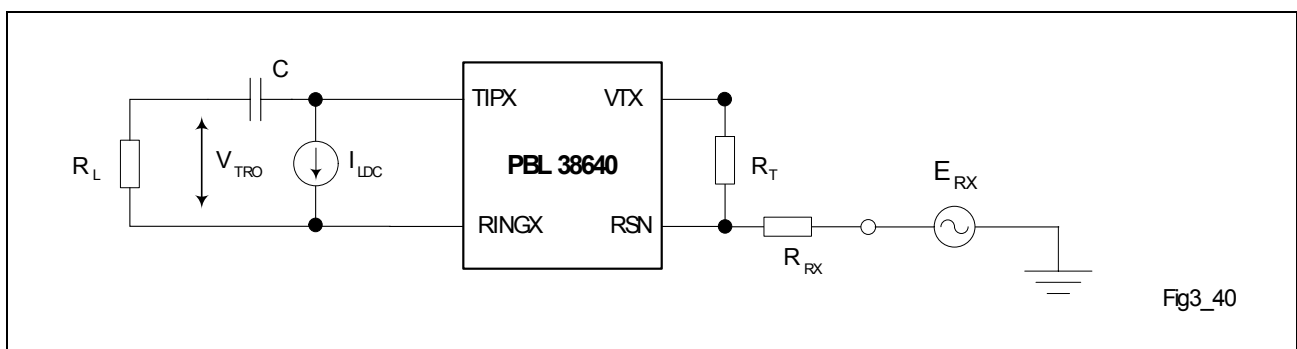 C
TIPX VTX
R_L V_TRO I_LDC PBL 38640 R_T E_RX
RINGX RSN
R_RX
Fig3_40